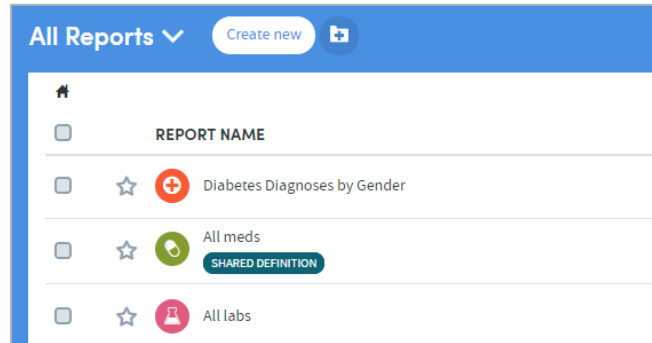 All Reports
Create new
REPORT NAME
Diabetes Diagnoses by Gender
All meds
SHARED DEFINITION
All labs